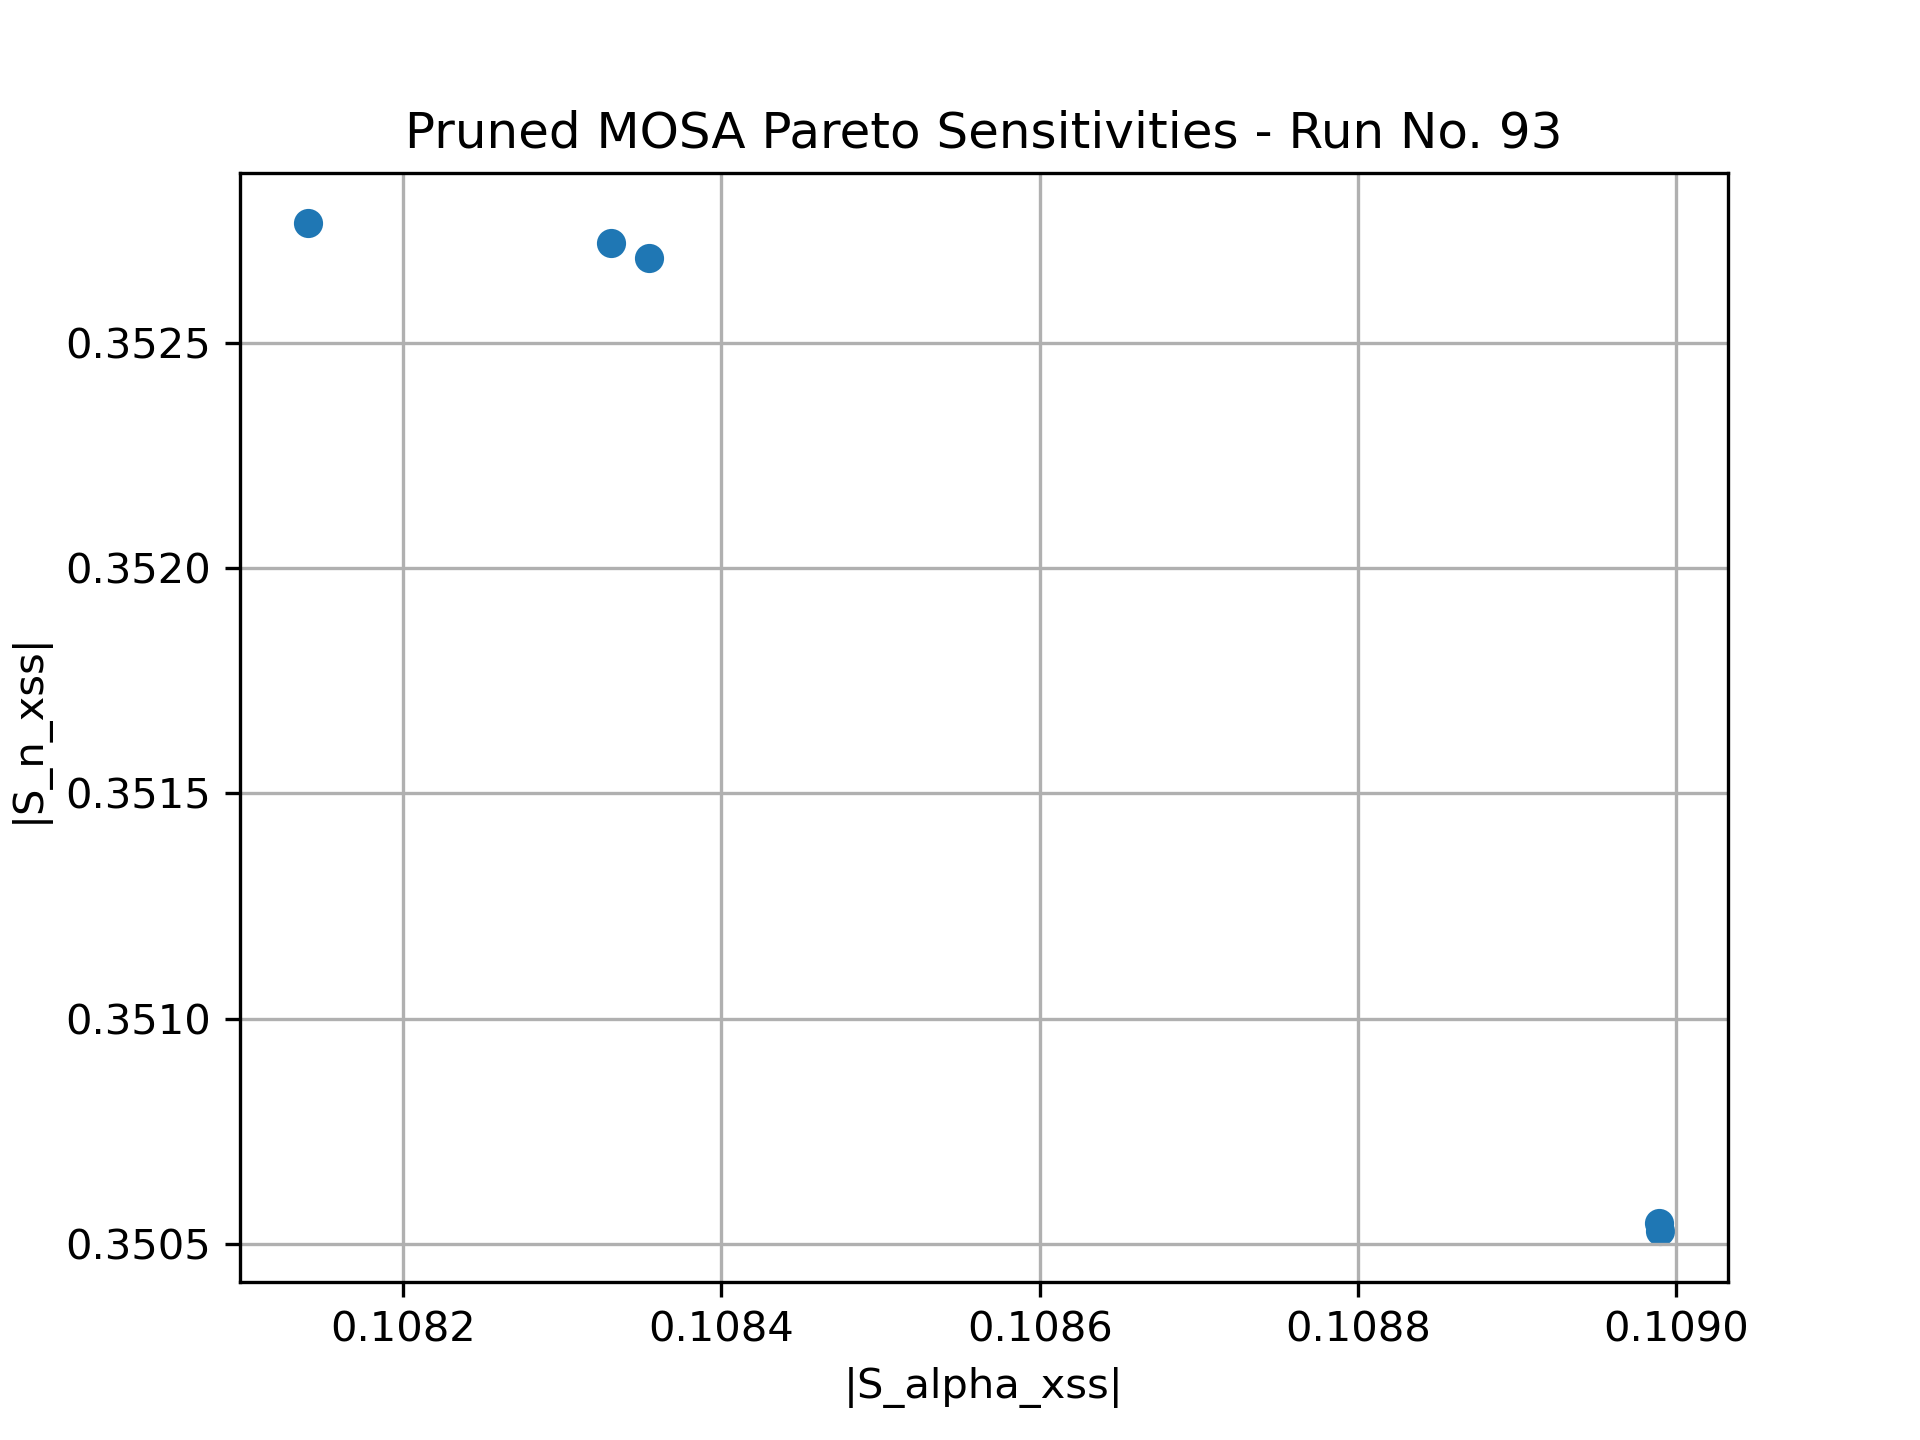 Pruned MOSA Pareto Sensitivities - Run No. 93
|S_n_xss|
0.3525
0.3520
0.3515
0.3510
0.3505
0.1082 0.1084 0.1086 0.1088 0.1090
|S_alpha_xss|